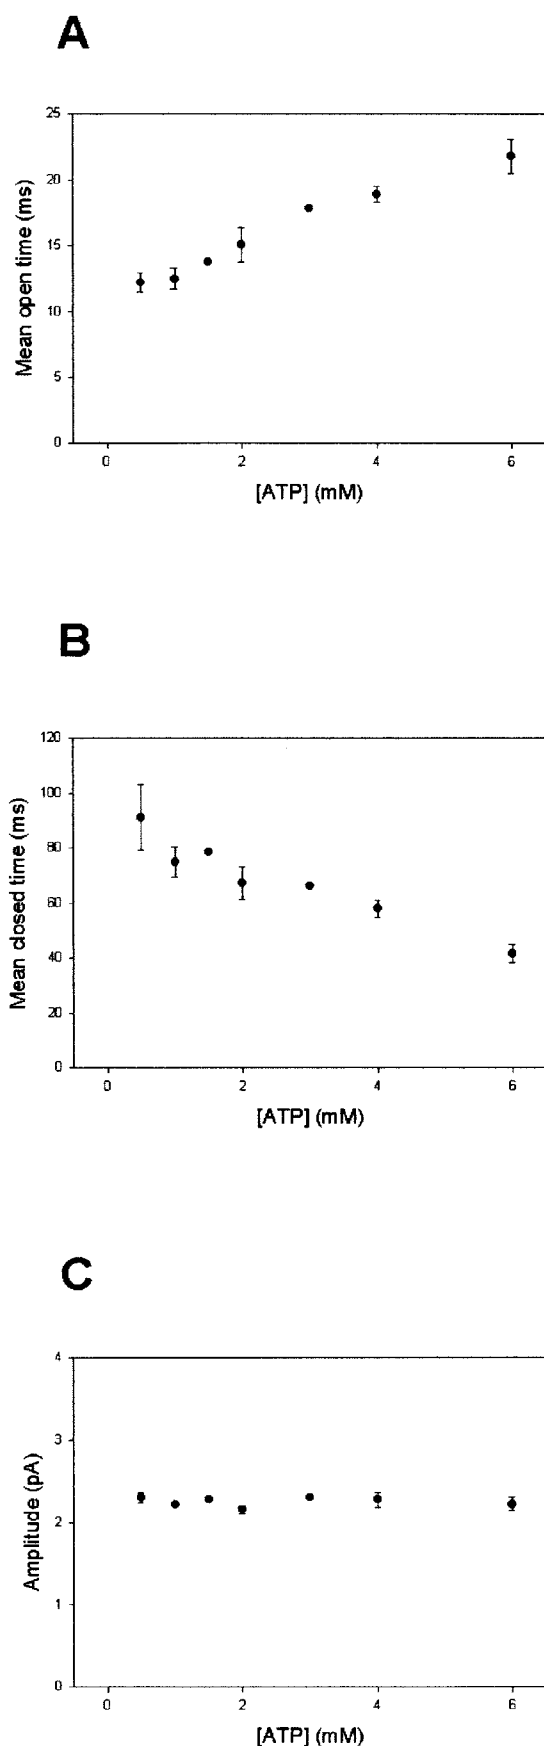 A
25
20
15
10
5
0
Mean open time (ms)
0 2 4 6
[ATP] (mM)
B
120
100
80
60
40
20
0
Mean closed time (ms)
0 2 4 6
[ATP] (mM)
C
4
3
2
1
0
Amplitude (pA)
0 2 4 6
[ATP] (mM)